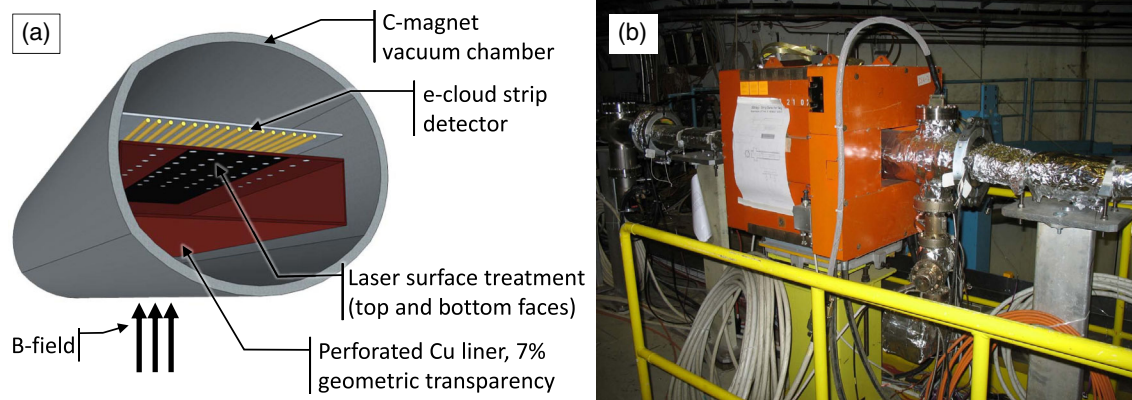 (a)
C-magnet
vacuum chamber
e-cloud strip
detector
Laser surface treatment
(top and bottom faces)
B-field
Perforated Cu liner, 7%
geometric transparency
(b)